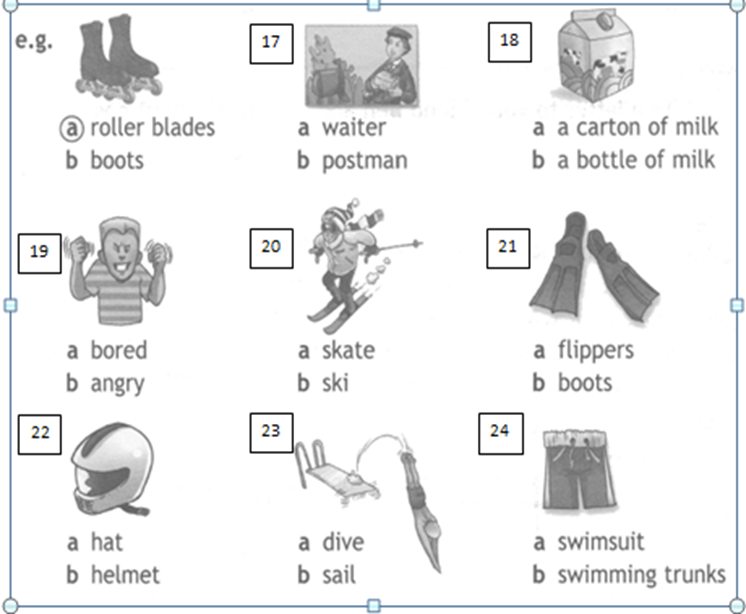 e.g.
17
18
a roller blades
b boots
a waiter
b postman
a a carton of milk
b a bottle of milk
19
20
21
a bored
b angry
a skate
b ski
a flippers
b boots
22
23
24
a hat
b helmet
a dive
b sail
a swimsuit
b swimming trunks